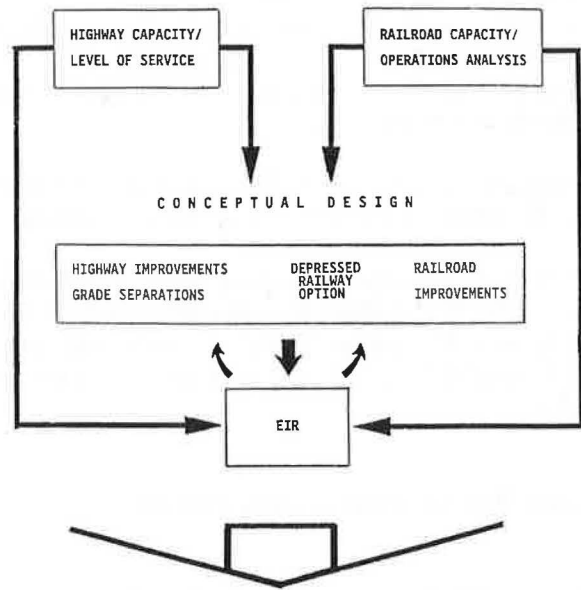 HIGHWAY CAPACITY/
LEVEL OF SERVICE
RAILROAD CAPACITY/
OPERATIONS ANALYSIS
CONCEPTUAL DESIGN
HIGHWAY IMPROVEMENTS
GRADE SEPARATIONS
DEPRESSED
RAILWAY
OPTION
RAILROAD
IMPROVEMENTS
EIR